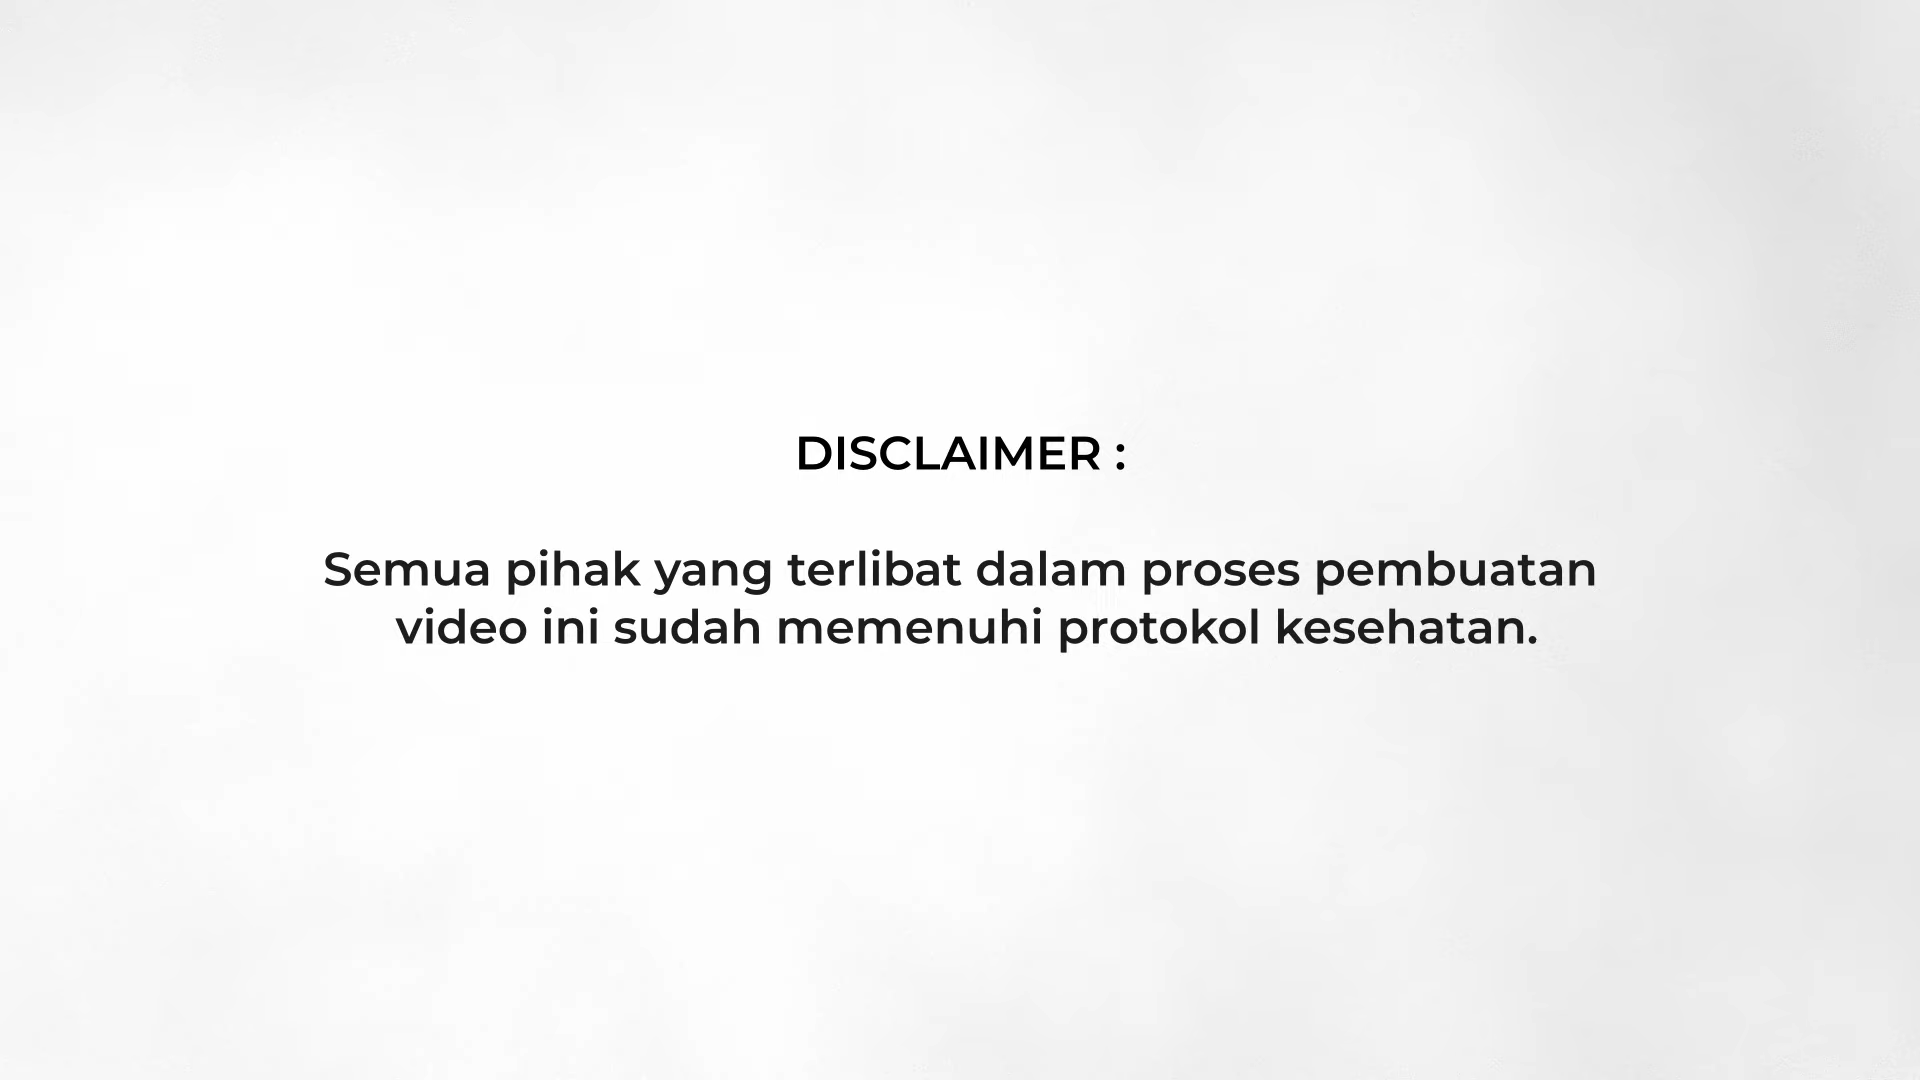 DISCLAIMER :
Semua pihak yang terlibat dalam proses pembuatan
video ini sudah memenuhi protokol kesehatan.